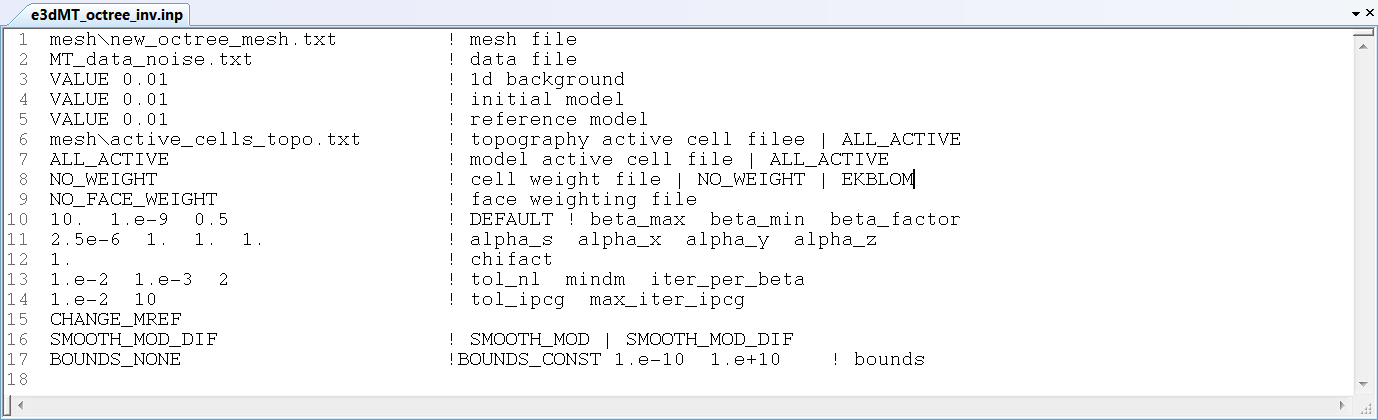 e3dMT_octree_inv.inp
1 mesh\new_octree_mesh.txt ! mesh file
2 MT_data_noise.txt ! data file
3 VALUE 0.01 ! 1d background
4 VALUE 0.01 ! initial model
5 VALUE 0.01 ! reference model
6 mesh\active_cells_topo.txt ! topography active cell filee | ALL_ACTIVE
7 ALL_ACTIVE ! model active cell file | ALL_ACTIVE
8 NO_WEIGHT ! cell weight file | NO_WEIGHT | EKBLOM
9 NO_FACE_WEIGHT ! face weighting file
10 10. 1.e-9 0.5 ! DEFAULT ! beta_max beta_min beta_factor
11 2.5e-6 1. 1. 1. ! alpha_s alpha_x alpha_y alpha_z
12 1. ! chifact
13 1.e-2 1.e-3 2 ! tol_nl mindm iter_per_beta
14 1.e-2 10 ! tol_ipcg max_iter_ipcg
15 CHANGE_MREF
16 SMOOTH_MOD_DIF ! SMOOTH_MOD | SMOOTH_MOD_DIF
17 BOUNDS_NONE !BOUNDS_CONST 1.e-10 1.e+10 ! bounds
18